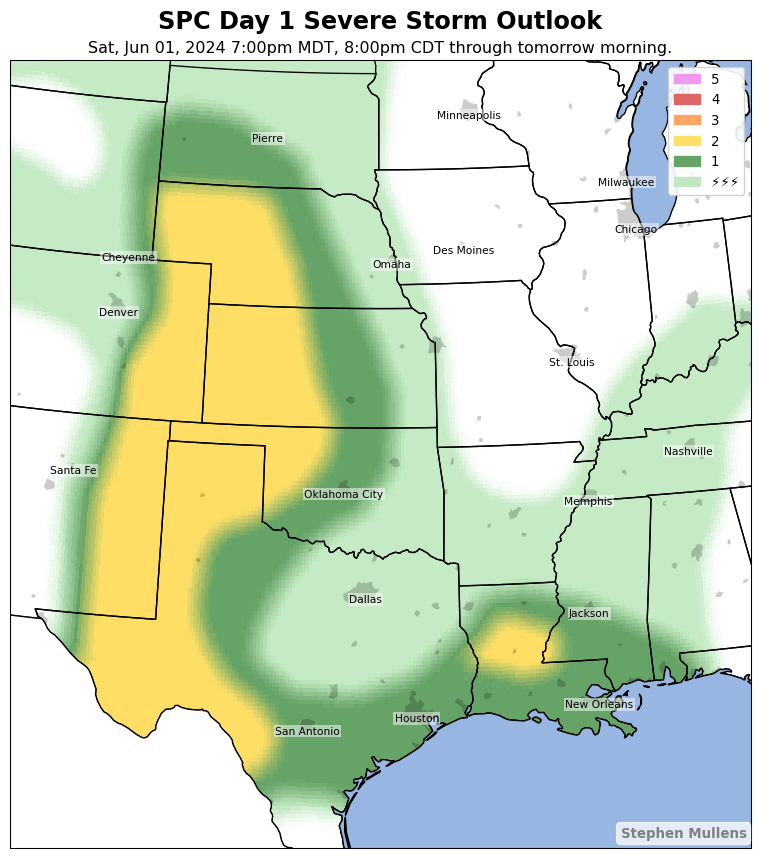 SPC Day 1 Severe Storm Outlook
Sat, Jun 01, 2024 7:00pm MDT, 8:00pm CDT through tomorrow morning.
5
4
3
2
1
⚡⚡⚡
Minneapolis
Pierre
Milwaukee
Chicago
Des Moines
Cheyenne
Omaha
Denver
St. Louis
Nashville
Santa Fe
Oklahoma City
Memphis
Dallas
Jackson
New Orleans
Houston
San Antonio
Stephen Mullens